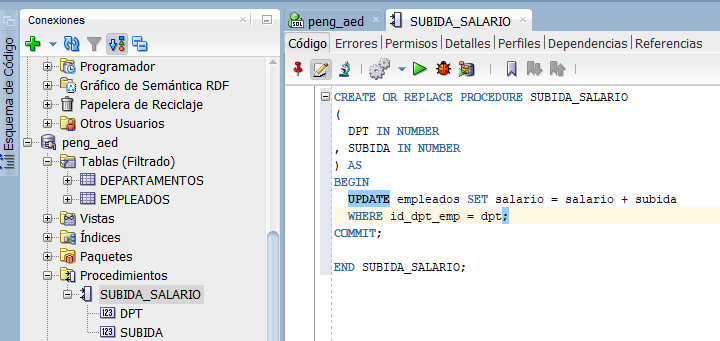 Esquema de Código
Conexiones
Programador
Gráfico de Semántica RDF
Papelera de Reciclaje
Otros Usuarios
peng_aed
Tablas (Filtrado)
DEPARTAMENTOS
EMPLEADOS
Vistas
Índices
Paquetes
Procedimientos
SUBIDA_SALARIO
123 DPT
123 SUBIDA
SQL peng_aed
SUBIDA_SALARIO
Código Errores Permisos Detalles Perfiles Dependencias Referencias
CREATE OR REPLACE PROCEDURE SUBIDA_SALARIO
(
DPT IN NUMBER
, SUBIDA IN NUMBER
) AS
BEGIN
UPDATE empleados SET salario = salario + subida
WHERE id_dpt_emp = dpt;
COMMIT;
END SUBIDA_SALARIO;